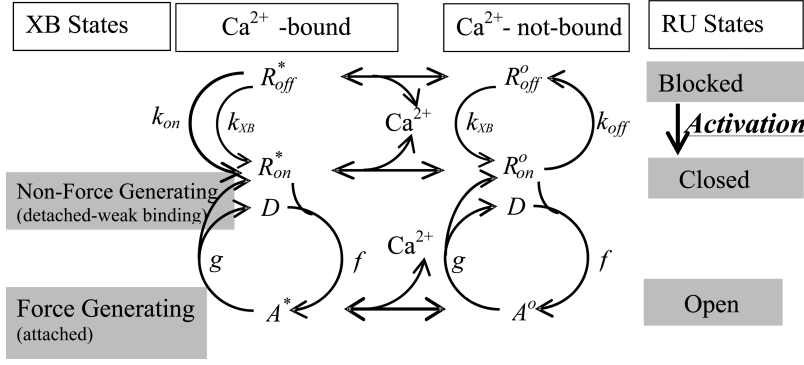 XB States
Ca²⁺ -bound
Ca²⁺- not-bound
RU States
R*off
Roff°
Blocked
kon
kXB
Ca²⁺
kXB
koff
Activation
R*on
Ron°
Closed
Non-Force Generating
(detached-weak binding)
D
D
Ca²⁺
g
f
g
f
Force Generating
(attached)
A*
A°
Open